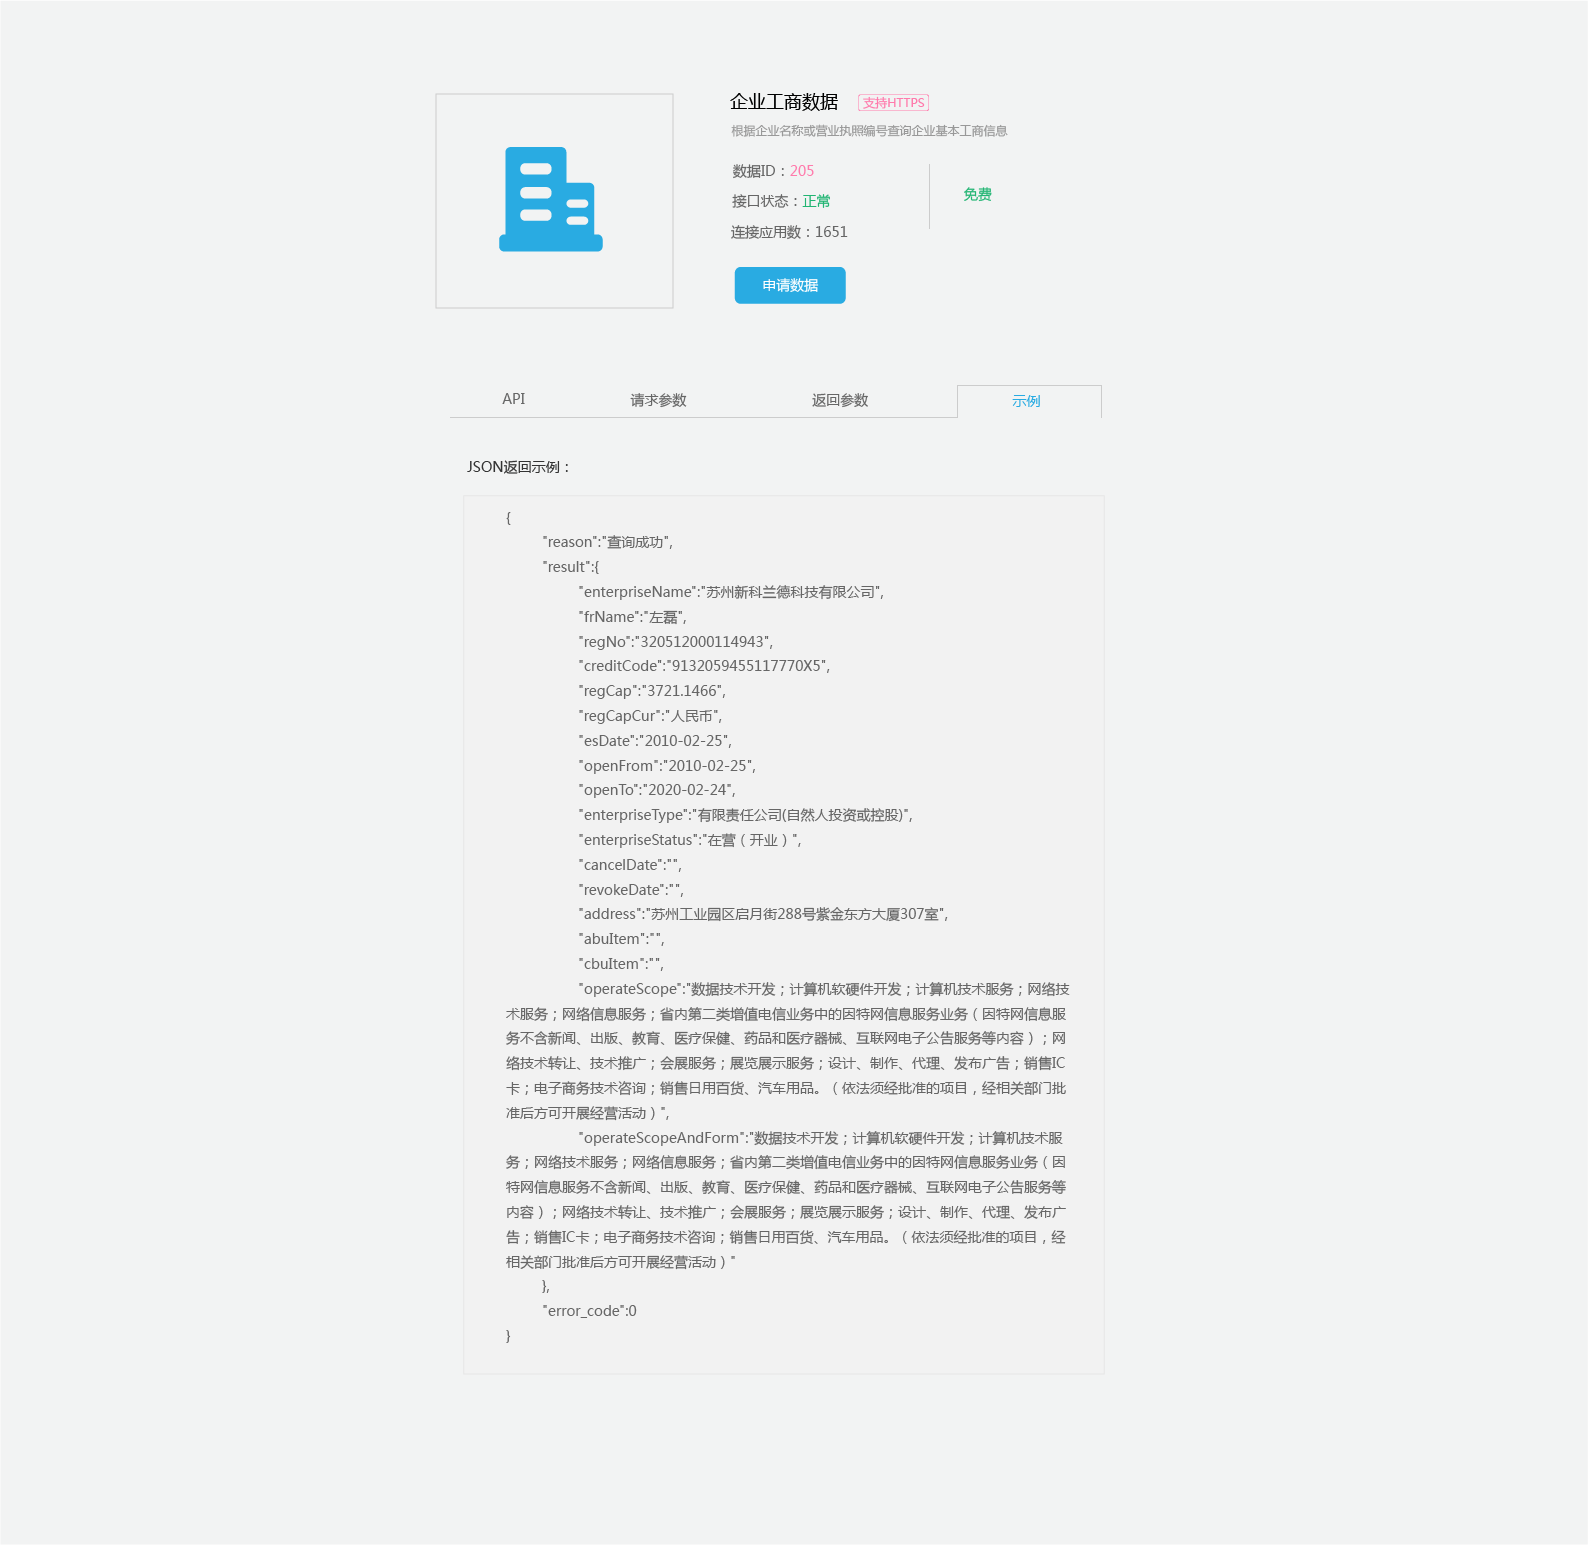 企业工商数据 支持HTTPS
根据企业名称或营业执照编号查询企业基本工商信息
数据ID：205
免费
接口状态：正常
连接应用数：1651
申请数据
API 请求参数 返回参数 示例
JSON返回示例：
{
"reason":"查询成功",
"result":{
"enterpriseName":"苏州新科兰德科技有限公司",
"frName":"左磊",
"regNo":"320512000114943",
"creditCode":"9132059455117770X5",
"regCap":"3721.1466",
"regCapCur":"人民币",
"esDate":"2010-02-25",
"openFrom":"2010-02-25",
"openTo":"2020-02-24",
"enterpriseType":"有限责任公司(自然人投资或控股)",
"enterpriseStatus":"在营（开业）",
"cancelDate":"",
"revokeDate":"",
"address":"苏州工业园区启月街288号紫金东方大厦307室",
"abuItem":"",
"cbuItem":"",
"operateScope":"数据技术开发；计算机软硬件开发；计算机技术服务；网络技
术服务；网络信息服务；省内第二类增值电信业务中的因特网信息服务业务（因特网信息服
务不含新闻、出版、教育、医疗保健、药品和医疗器械、互联网电子公告服务等内容）；网
络技术转让、技术推广；会展服务；展览展示服务；设计、制作、代理、发布广告；销售IC
卡；电子商务技术咨询；销售日用百货、汽车用品。（依法须经批准的项目，经相关部门批
准后方可开展经营活动）",
"operateScopeAndForm":"数据技术开发；计算机软硬件开发；计算机技术服
务；网络技术服务；网络信息服务；省内第二类增值电信业务中的因特网信息服务业务（因
特网信息服务不含新闻、出版、教育、医疗保健、药品和医疗器械、互联网电子公告服务等
内容）；网络技术转让、技术推广；会展服务；展览展示服务；设计、制作、代理、发布广
告；销售IC卡；电子商务技术咨询；销售日用百货、汽车用品。（依法须经批准的项目，经
相关部门批准后方可开展经营活动）"
},
"error_code":0
}